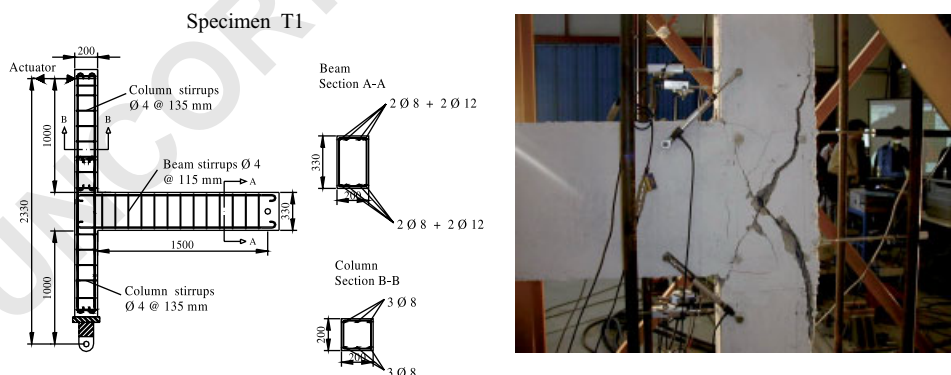 Specimen T1
200
Actuator
Column stirrups
Ø 4 @ 135 mm
B
B
1000
Beam stirrups Ø 4
@ 115 mm
A
2330
330
A
1500
1000
Column stirrups
Ø 4 @ 135 mm
Beam
Section A-A
2 Ø 8 + 2 Ø 12
330
200
2 Ø 8 + 2 Ø 12
Column
Section B-B
3 Ø 8
200
200
3 Ø 8
UNCOR